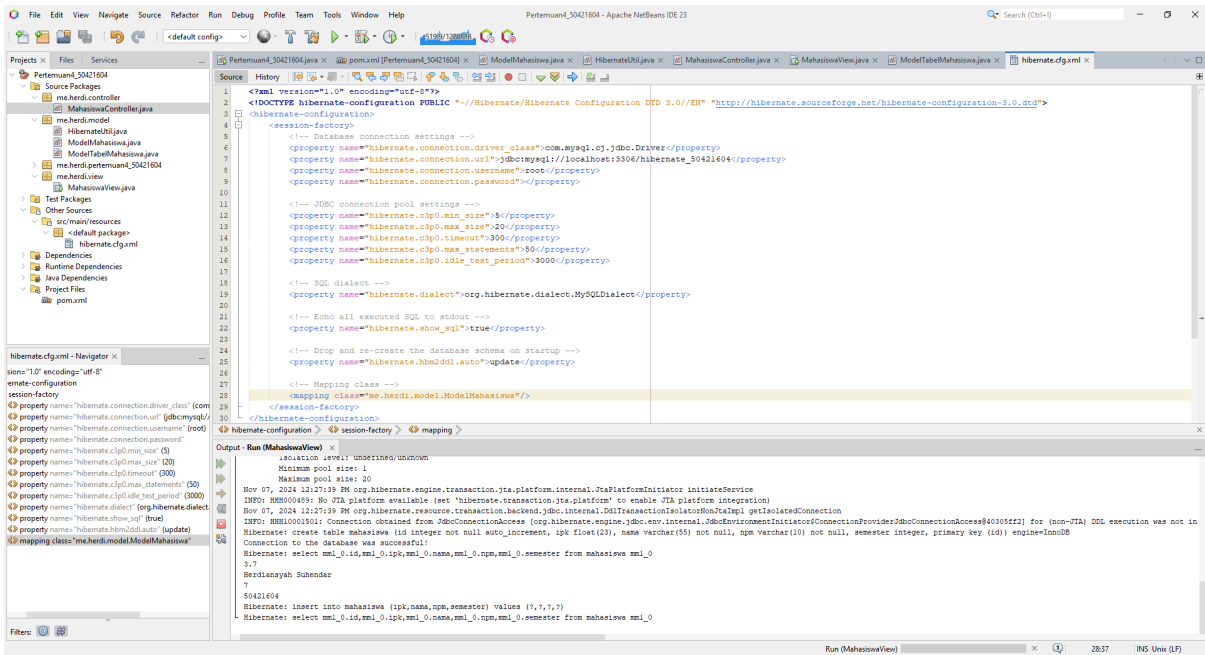 File Edit View Navigate Source Refactor Run Debug Profile Team Tools Window Help
Pertemuan4_50421604 - Apache NetBeans IDE 23
Search (Ctrl+I)
<default config>
Projects × Files Services
Pertemuan4_50421604.java × pom.xml [Pertemuan4_50421604] × ModelMahasiswa.java × HibernateUtil.java × MahasiswaController.java × MahasiswaView.java × ModelTabelMahasiswa.java × hibernate.cfg.xml ×
Pertemuan4_50421604
Source Packages
me.herdi.controller
MahasiswaController.java
me.herdi.model
HibernateUtil.java
ModelMahasiswa.java
ModelTabelMahasiswa.java
me.herdi.pertemuan4_50421604
me.herdi.view
MahasiswaView.java
Test Packages
Other Sources
src/main/resources
<default package>
hibernate.cfg.xml
Dependencies
Runtime Dependencies
Java Dependencies
Project Files
pom.xml
Source History
1 <?xml version="1.0" encoding="utf-8"?>
2 <!DOCTYPE hibernate-configuration PUBLIC "-//Hibernate/Hibernate Configuration DTD 3.0//EN" "http://hibernate.sourceforge.net/hibernate-configuration-3.0.dtd">
3 <hibernate-configuration>
4 <session-factory>
5 <!-- Database connection settings -->
6 <property name="hibernate.connection.driver_class">com.mysql.cj.jdbc.Driver</property>
7 <property name="hibernate.connection.url">jdbc:mysql://localhost:3306/hibernate_50421604</property>
8 <property name="hibernate.connection.username">root</property>
9 <property name="hibernate.connection.password"></property>
10
11 <!-- JDBC connection pool settings -->
12 <property name="hibernate.c3p0.min_size">5</property>
13 <property name="hibernate.c3p0.max_size">20</property>
14 <property name="hibernate.c3p0.timeout">300</property>
15 <property name="hibernate.c3p0.max_statements">50</property>
16 <property name="hibernate.c3p0.idle_test_period">3000</property>
17
18 <!-- SQL dialect -->
19 <property name="hibernate.dialect">org.hibernate.dialect.MySQLDialect</property>
20
21 <!-- Echo all executed SQL to stdout -->
22 <property name="hibernate.show_sql">true</property>
23
24 <!-- Drop and re-create the database schema on startup -->
25 <property name="hibernate.hbm2ddl.auto">update</property>
26
27 <!-- Mapping class -->
28 <mapping class="me.herdi.model.ModelMahasiswa"/>
29 </session-factory>
30 </hibernate-configuration>
hibernate-configuration session-factory mapping
hibernate.cfg.xml - Navigator ×
sion="1.0" encoding="utf-8"
ernate-configuration
session-factory
property name="hibernate.connection.driver_class" (com
property name="hibernate.connection.url" (jdbc:mysql:/
property name="hibernate.connection.username" (root)
property name="hibernate.connection.password"
property name="hibernate.c3p0.min_size" (5)
property name="hibernate.c3p0.max_size" (20)
property name="hibernate.c3p0.timeout" (300)
property name="hibernate.c3p0.max_statements" (50)
property name="hibernate.c3p0.idle_test_period" (3000)
property name="hibernate.dialect" (org.hibernate.dialect.
property name="hibernate.show_sql" (true)
property name="hibernate.hbm2ddl.auto" (update)
mapping class="me.herdi.model.ModelMahasiswa"
Filters:
Output - Run (MahasiswaView) ×
Isolation level: undefined/unknown
Minimum pool size: 1
Maximum pool size: 20
Nov 07, 2024 12:27:39 PM org.hibernate.engine.transaction.jta.platform.internal.JtaPlatformInitiator initiateService
INFO: HHH000489: No JTA platform available (set 'hibernate.transaction.jta.platform' to enable JTA platform integration)
Nov 07, 2024 12:27:39 PM org.hibernate.resource.transaction.backend.jdbc.internal.DdlTransactionIsolatorNonJtaImpl getIsolatedConnection
INFO: HHH10001501: Connection obtained from JdbcConnectionAccess [org.hibernate.engine.jdbc.env.internal.JdbcEnvironmentInitiator$ConnectionProviderJdbcConnectionAccess@40305ff2] for (non-JTA) DDL execution was not in
Hibernate: create table mahasiswa (id integer not null auto_increment, ipk float(23), nama varchar(55) not null, npm varchar(10) not null, semester integer, primary key (id)) engine=InnoDB
Connection to the database was successful!
Hibernate: select mm1_0.id,mm1_0.ipk,mm1_0.nama,mm1_0.npm,mm1_0.semester from mahasiswa mm1_0
3.7
Herdiansyah Suhendar
7
50421604
Hibernate: insert into mahasiswa (ipk,nama,npm,semester) values (?,?,?,?)
Hibernate: select mm1_0.id,mm1_0.ipk,mm1_0.nama,mm1_0.npm,mm1_0.semester from mahasiswa mm1_0
Run (MahasiswaView)
28:37 INS Unix (LF)